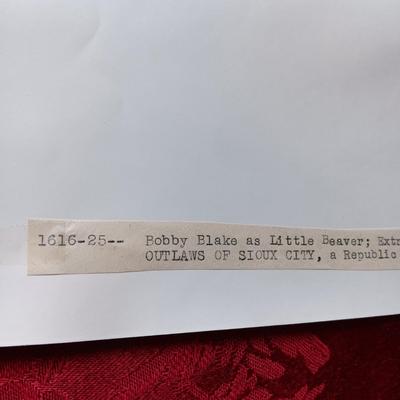 1616-25-- Bobby Blake as Little Beaver; Extr
OUTLAWS OF SIOUX CITY, a Republic